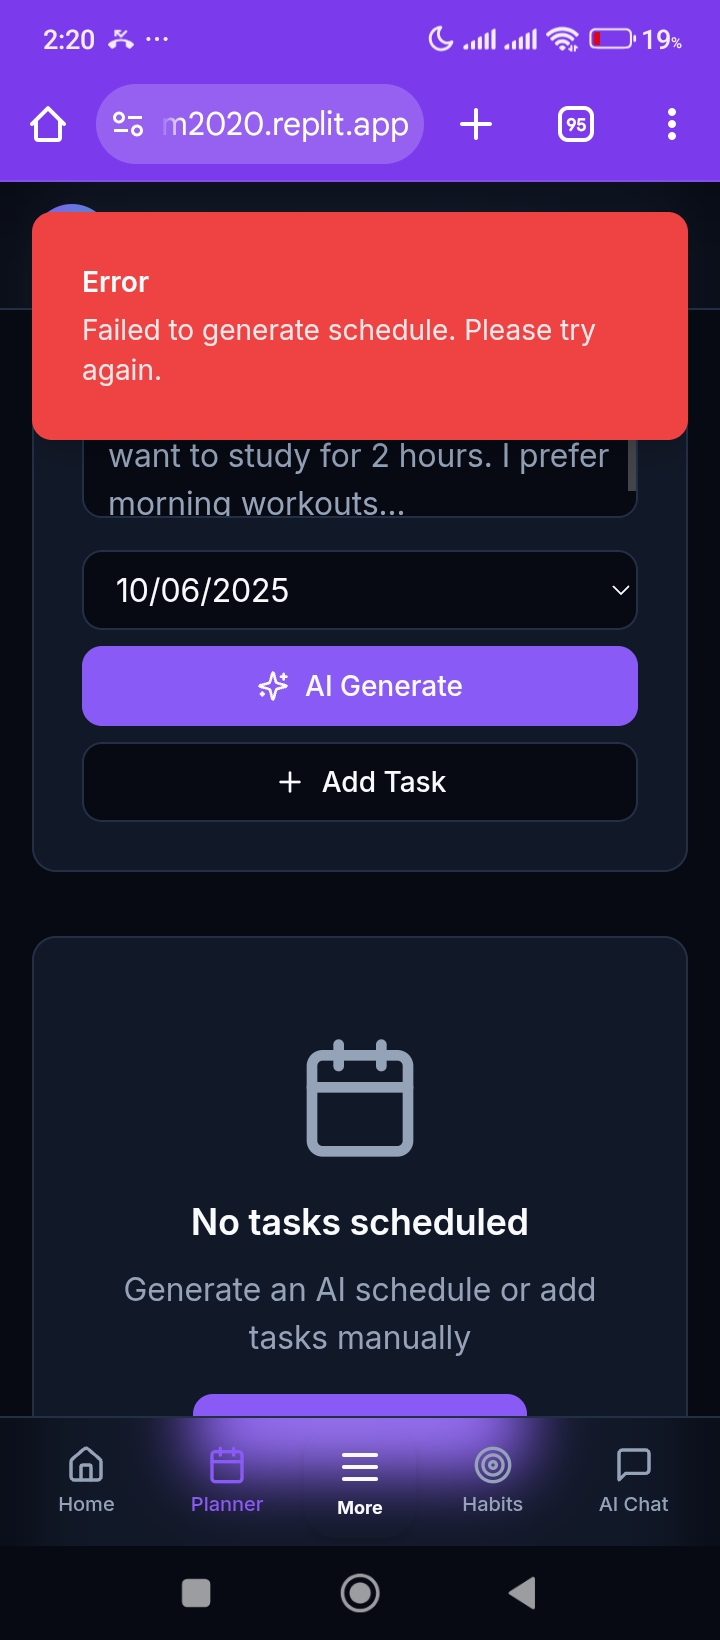 2:20
19%
m2020.replit.app
95
Error
Failed to generate schedule. Please try
again.
want to study for 2 hours. I prefer
morning workouts...
10/06/2025
AI Generate
Add Task
No tasks scheduled
Generate an AI schedule or add
tasks manually
Home
Planner
More
Habits
AI Chat